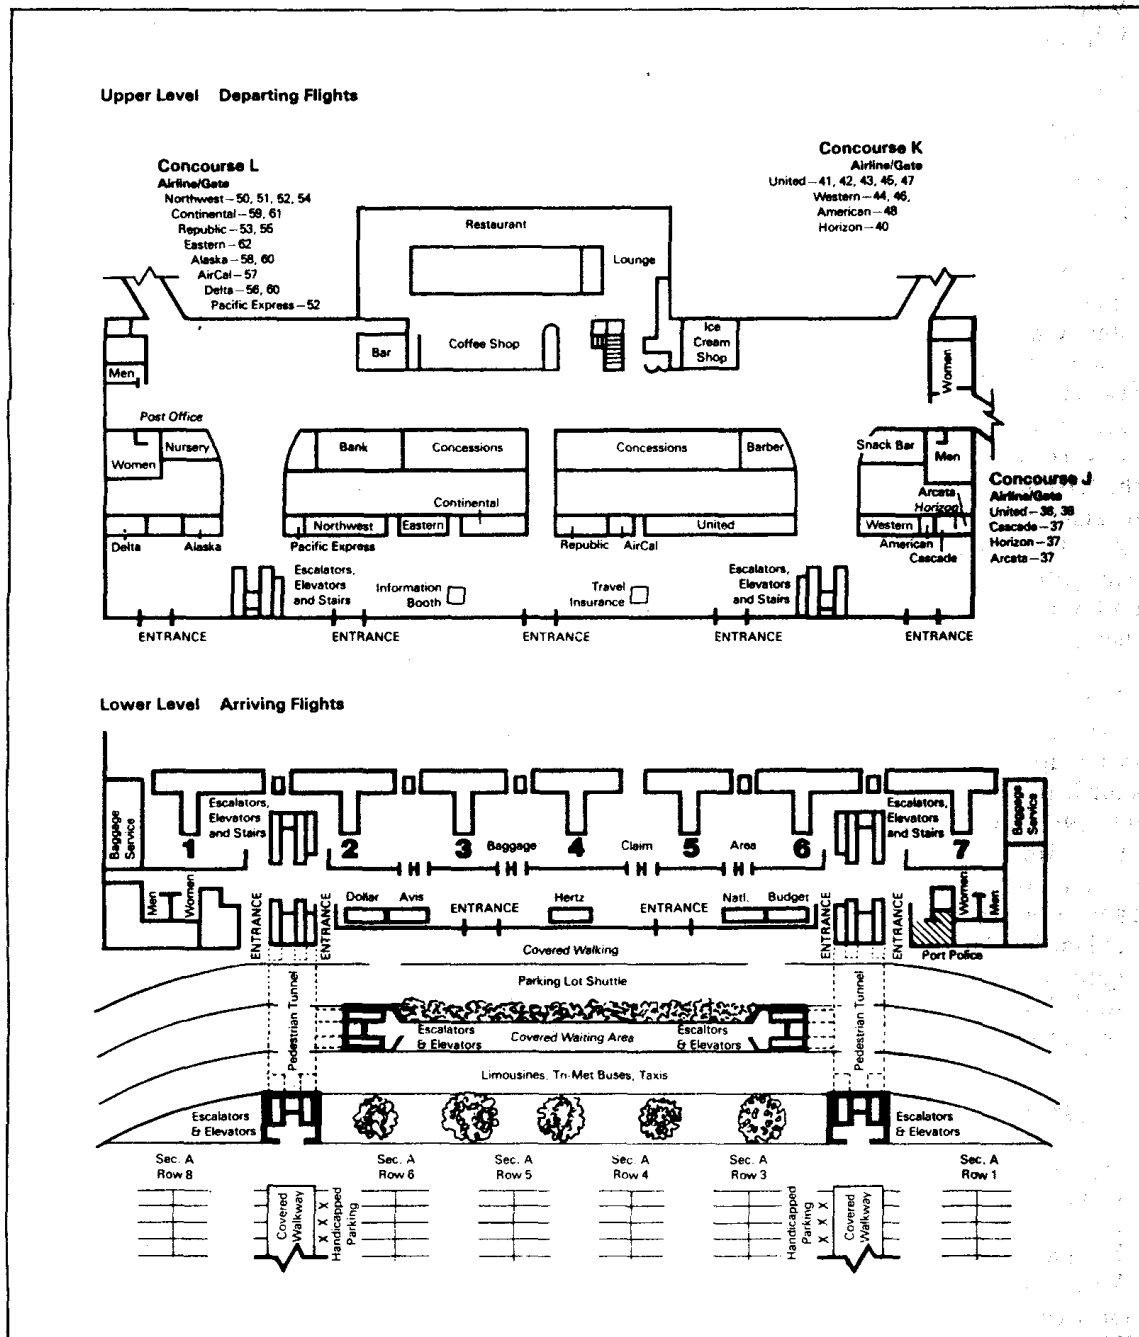 Upper Level   Departing Flights
Concourse L
Airline/Gate
Northwest – 50, 51, 52, 54
Continental – 59, 61
Republic – 53, 55
Eastern – 62
Alaska – 58, 60
AirCal – 57
Delta – 56, 60
Pacific Express – 52
Concourse K
Airline/Gate
United – 41, 42, 43, 45, 47
Western – 44, 46,
American – 48
Horizon – 40
Restaurant
Lounge
Bar
Coffee Shop
Ice
Cream
Shop
Men
Women
Post Office
Nursery
Women
Bank
Concessions
Concessions
Barber
Snack Bar
Men
Concourse J
Airline/Gate
United – 38, 38
Cascade – 37
Horizon – 37
Arcata – 37
Continental
Arcata
Horizon
Northwest
Eastern
United
Western
Delta
Alaska
Pacific Express
Republic
AirCal
American
Cascade
Escalators,
Elevators
and Stairs
Information
Booth
Travel
Insurance
Escalators,
Elevators
and Stairs
ENTRANCE
ENTRANCE
ENTRANCE
ENTRANCE
ENTRANCE
Lower Level   Arriving Flights
Baggage
Service
Escalators,
Elevators
and Stairs
Escalators,
Elevators
and Stairs
Baggage
Service
1
2
3
Baggage
4
Claim
5
Area
6
7
Men
Women
ENTRANCE
ENTRANCE
Dollar
Avis
ENTRANCE
Hertz
ENTRANCE
Natl.
Budget
ENTRANCE
ENTRANCE
Women
Men
Port Police
Covered Walking
Parking Lot Shuttle
Pedestrian Tunnel
Pedestrian Tunnel
Escalators
& Elevators
Covered Waiting Area
Escaltors
& Elevators
Limousines, Tri-Met Buses, Taxis
Escalators
& Elevators
Escalators
& Elevators
Sec. A
Row 8
Sec. A
Row 6
Sec. A
Row 5
Sec. A
Row 4
Sec. A
Row 3
Sec. A
Row 1
Covered
Walkway
X X X X
Handicapped
Parking
Handicapped
Parking
X X X X
Covered
Walkway